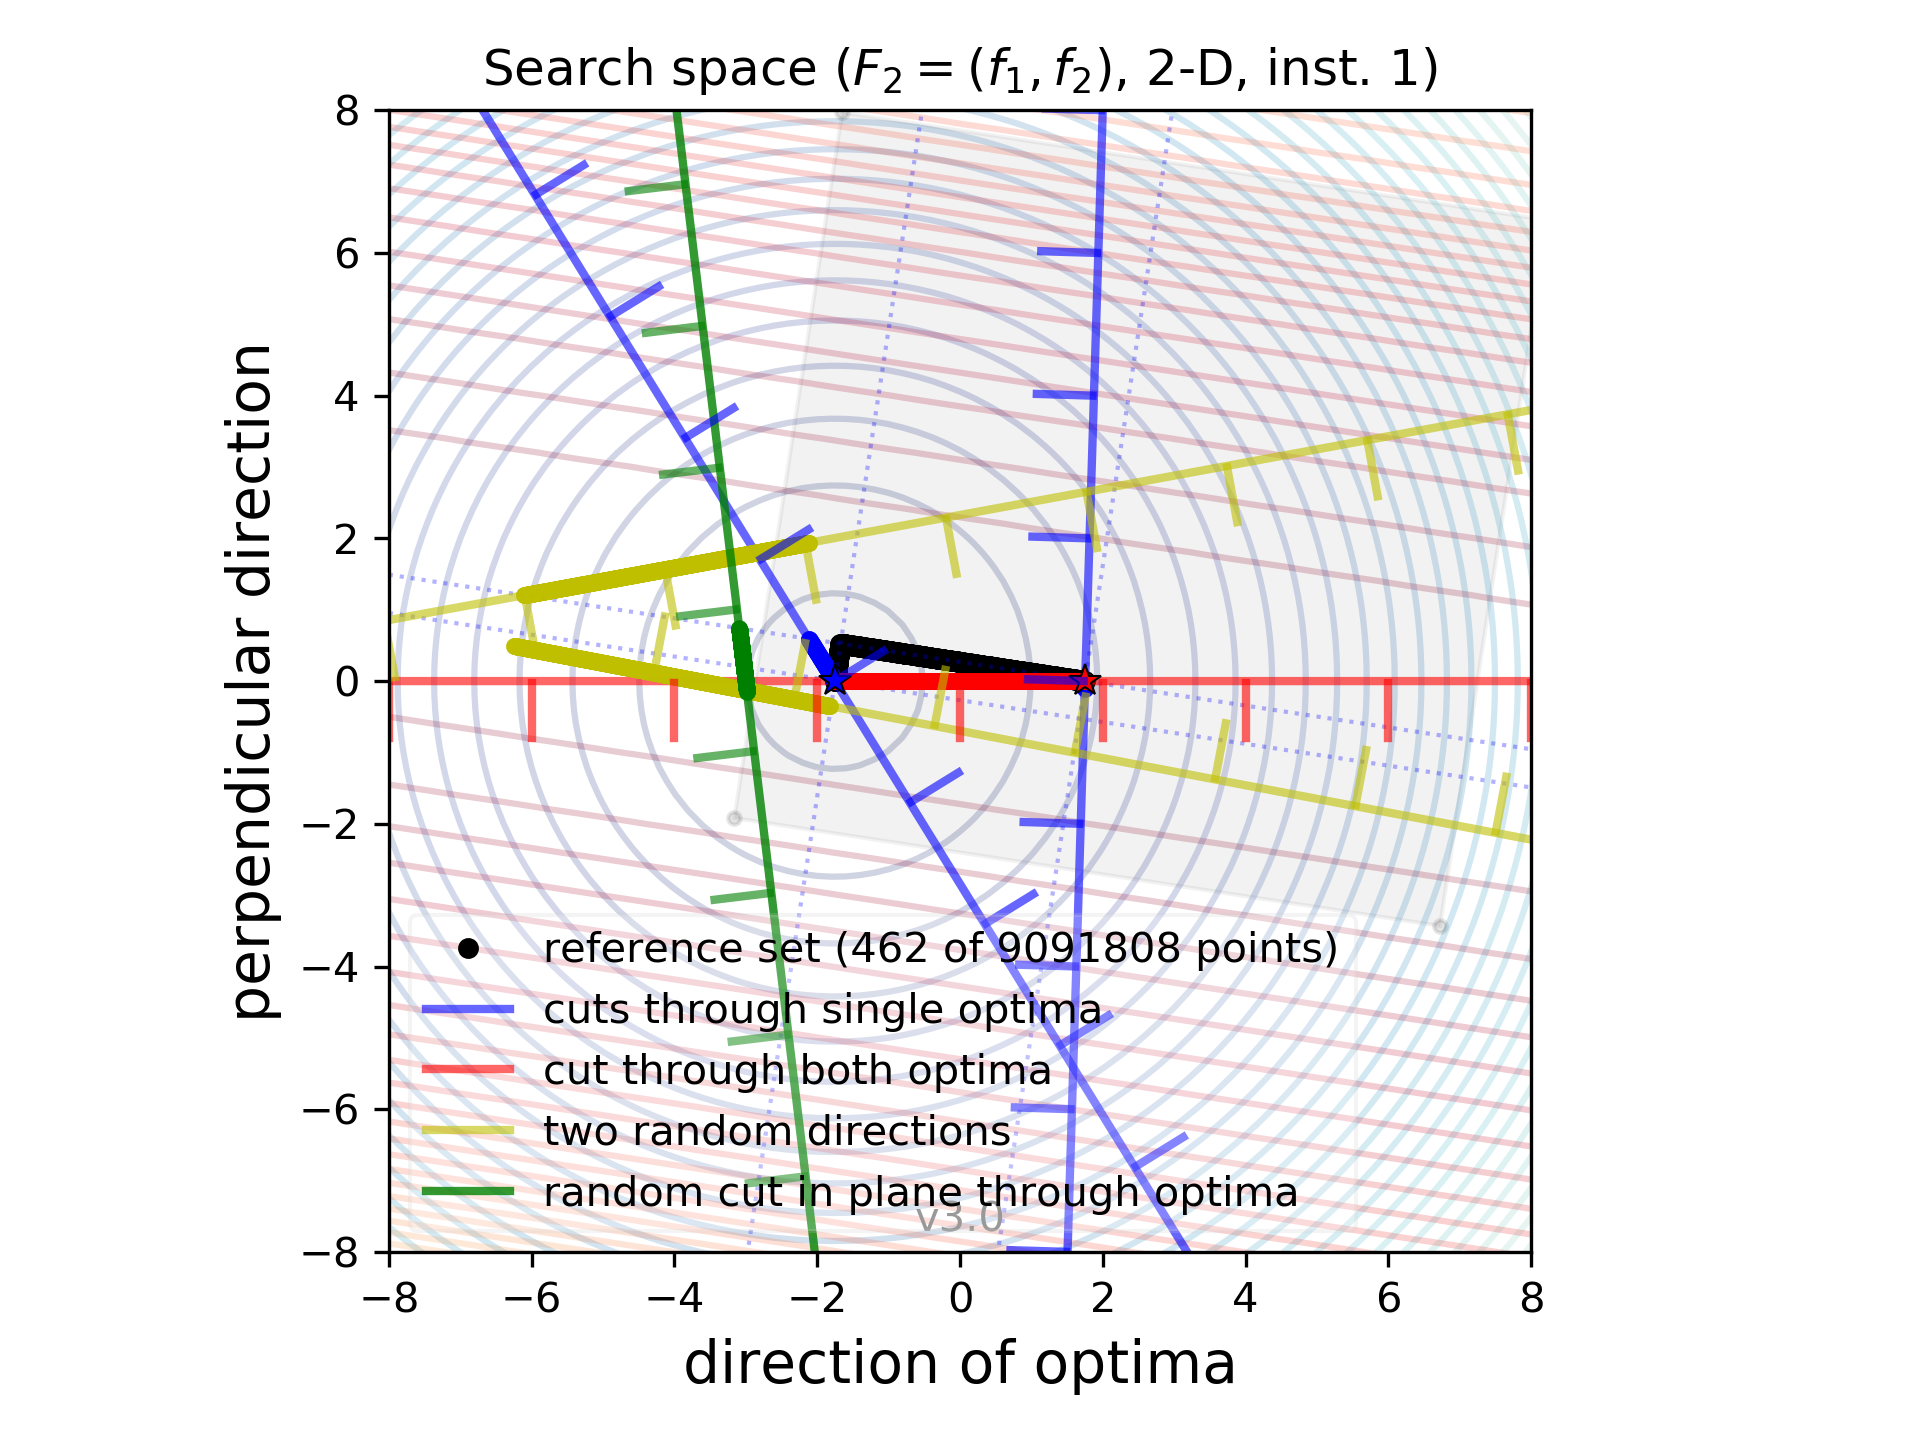 Search space (F₂ = (f₁, f₂), 2-D, inst. 1)
perpendicular direction
8
6
4
2
0
−2
−4
−6
−8
reference set (462 of 9091808 points)
cuts through single optima
cut through both optima
two random directions
random cut in plane through optima
v3.0
−8 −6 −4 −2 0 2 4 6 8
direction of optima